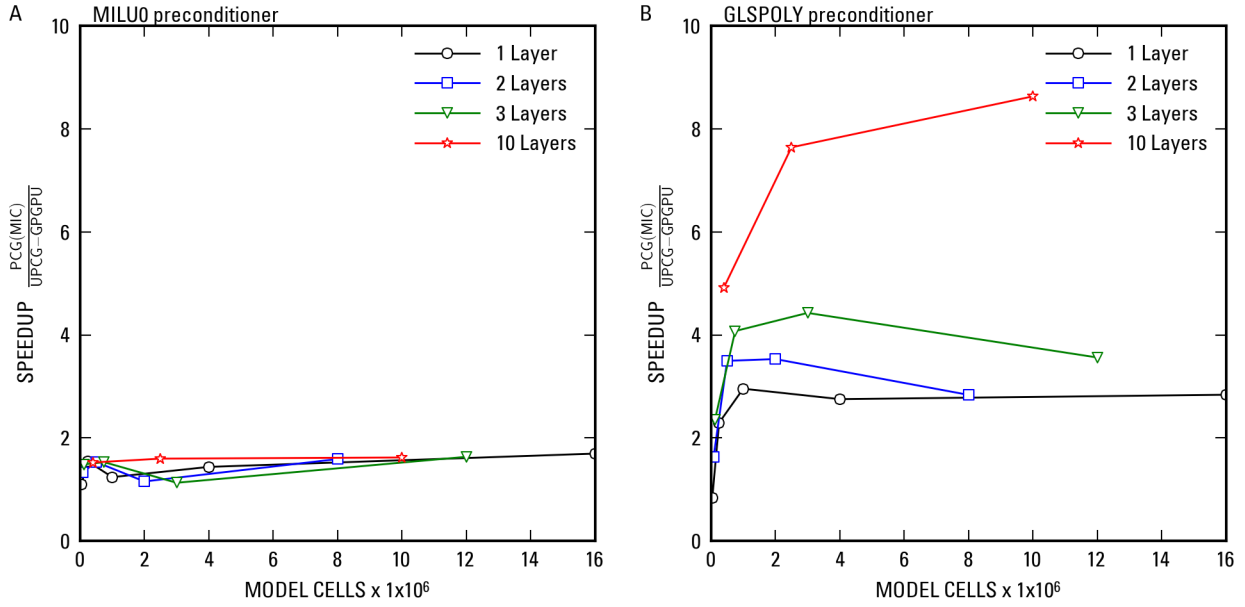 A MILU0 preconditioner
10
8
6
4
2
0
SPEEDUP PCG(MIC)
UPCG−GPGPU
1 Layer
2 Layers
3 Layers
10 Layers
0 2 4 6 8 10 12 14 16
MODEL CELLS x 1x10⁶
B GLSPOLY preconditioner
10
8
6
4
2
0
SPEEDUP PCG(MIC)
UPCG−GPGPU
1 Layer
2 Layers
3 Layers
10 Layers
0 2 4 6 8 10 12 14 16
MODEL CELLS x 1x10⁶